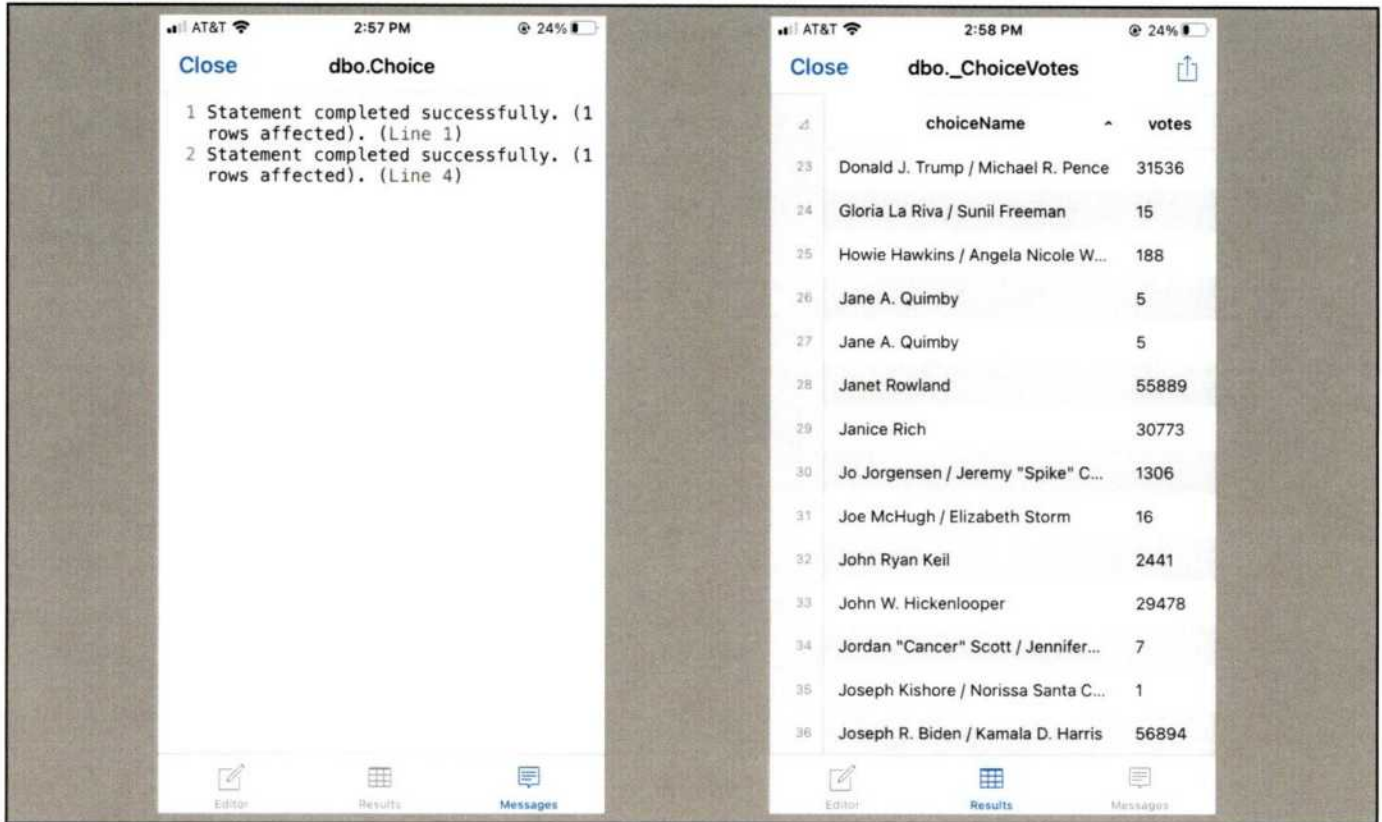 AT&T 2:57 PM 24%
Close dbo.Choice
1 Statement completed successfully. (1
rows affected). (Line 1)
2 Statement completed successfully. (1
rows affected). (Line 4)
Editor Results Messages
AT&T 2:58 PM 24%
Close dbo._ChoiceVotes
choiceName votes
23 Donald J. Trump / Michael R. Pence 31536
24 Gloria La Riva / Sunil Freeman 15
25 Howie Hawkins / Angela Nicole W... 188
26 Jane A. Quimby 5
27 Jane A. Quimby 5
28 Janet Rowland 55889
29 Janice Rich 30773
30 Jo Jorgensen / Jeremy "Spike" C... 1306
31 Joe McHugh / Elizabeth Storm 16
32 John Ryan Keil 2441
33 John W. Hickenlooper 29478
34 Jordan "Cancer" Scott / Jennifer... 7
35 Joseph Kishore / Norissa Santa C... 1
36 Joseph R. Biden / Kamala D. Harris 56894
Editor Results Messages